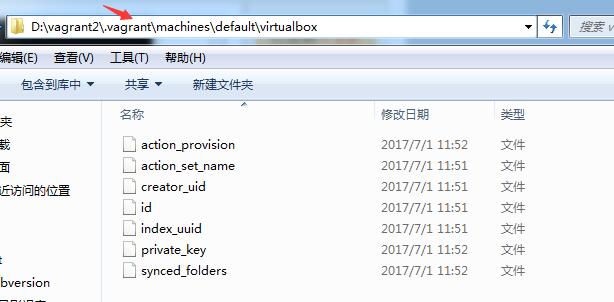 D:\vagrant2\.vagrant\machines\default\virtualbox
搜索 v
编辑(E) 查看(V) 工具(T) 帮助(H)
包含到库中 共享 新建文件夹
名称 修改日期 类型
action_provision 2017/7/1 11:52 文件
action_set_name 2017/7/1 11:51 文件
creator_uid 2017/7/1 11:51 文件
id 2017/7/1 11:51 文件
index_uuid 2017/7/1 11:51 文件
private_key 2017/7/1 11:52 文件
synced_folders 2017/7/1 11:52 文件
夹
载
面
近访问的位置
t
bversion